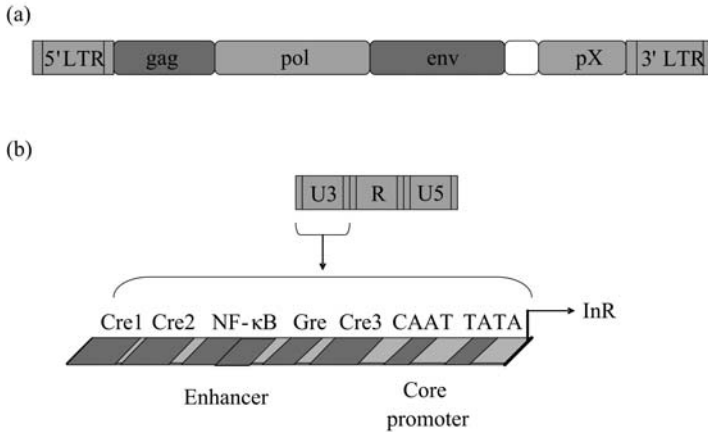 (a)
5' LTR gag pol env pX 3' LTR
(b)
U3 R U5
Cre1 Cre2 NF-κB Gre Cre3 CAAT TATA InR
Enhancer Core
promoter